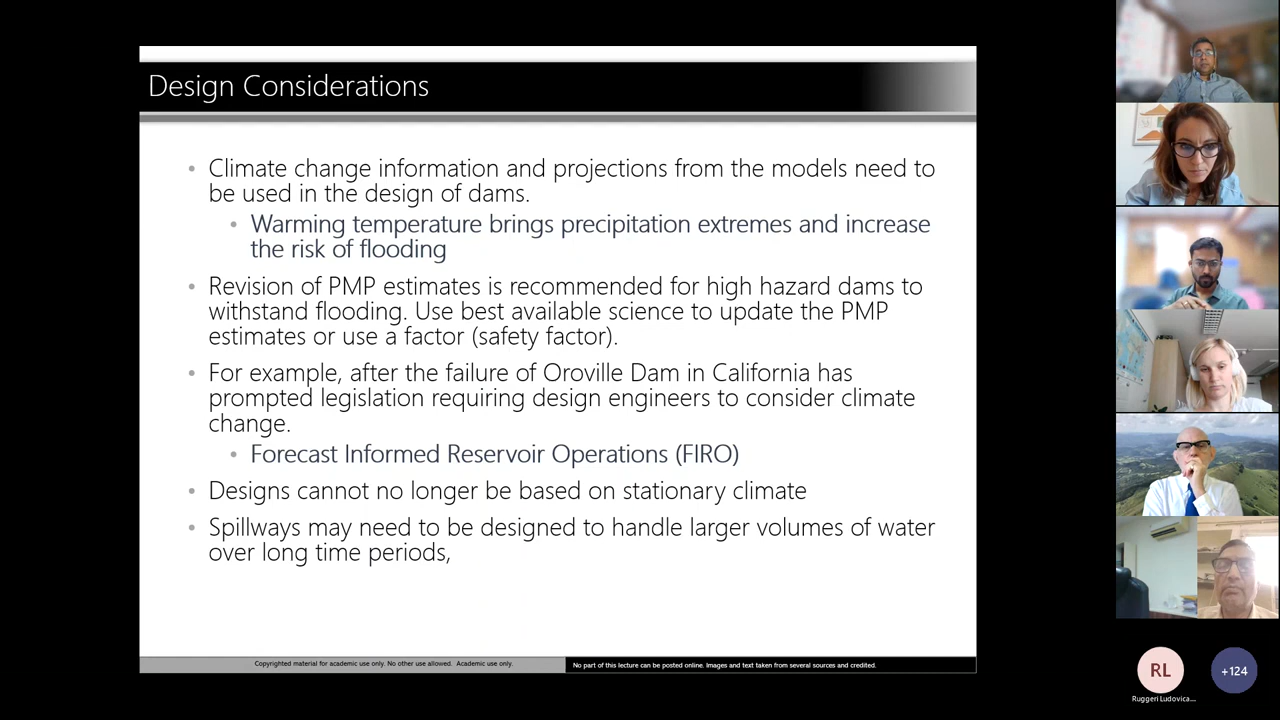 Design Considerations
• Climate change information and projections from the models need to
be used in the design of dams.
• Warming temperature brings precipitation extremes and increase
the risk of flooding
• Revision of PMP estimates is recommended for high hazard dams to
withstand flooding. Use best available science to update the PMP
estimates or use a factor (safety factor).
• For example, after the failure of Oroville Dam in California has
prompted legislation requiring design engineers to consider climate
change.
• Forecast Informed Reservoir Operations (FIRO)
• Designs cannot no longer be based on stationary climate
• Spillways may need to be designed to handle larger volumes of water
over long time periods,
Copyrighted material for academic use only. No other use allowed. Academic use only.
No part of this lecture can be posted online. Images and text taken from several sources and credited.
RL
+124
Ruggeri Ludovica...